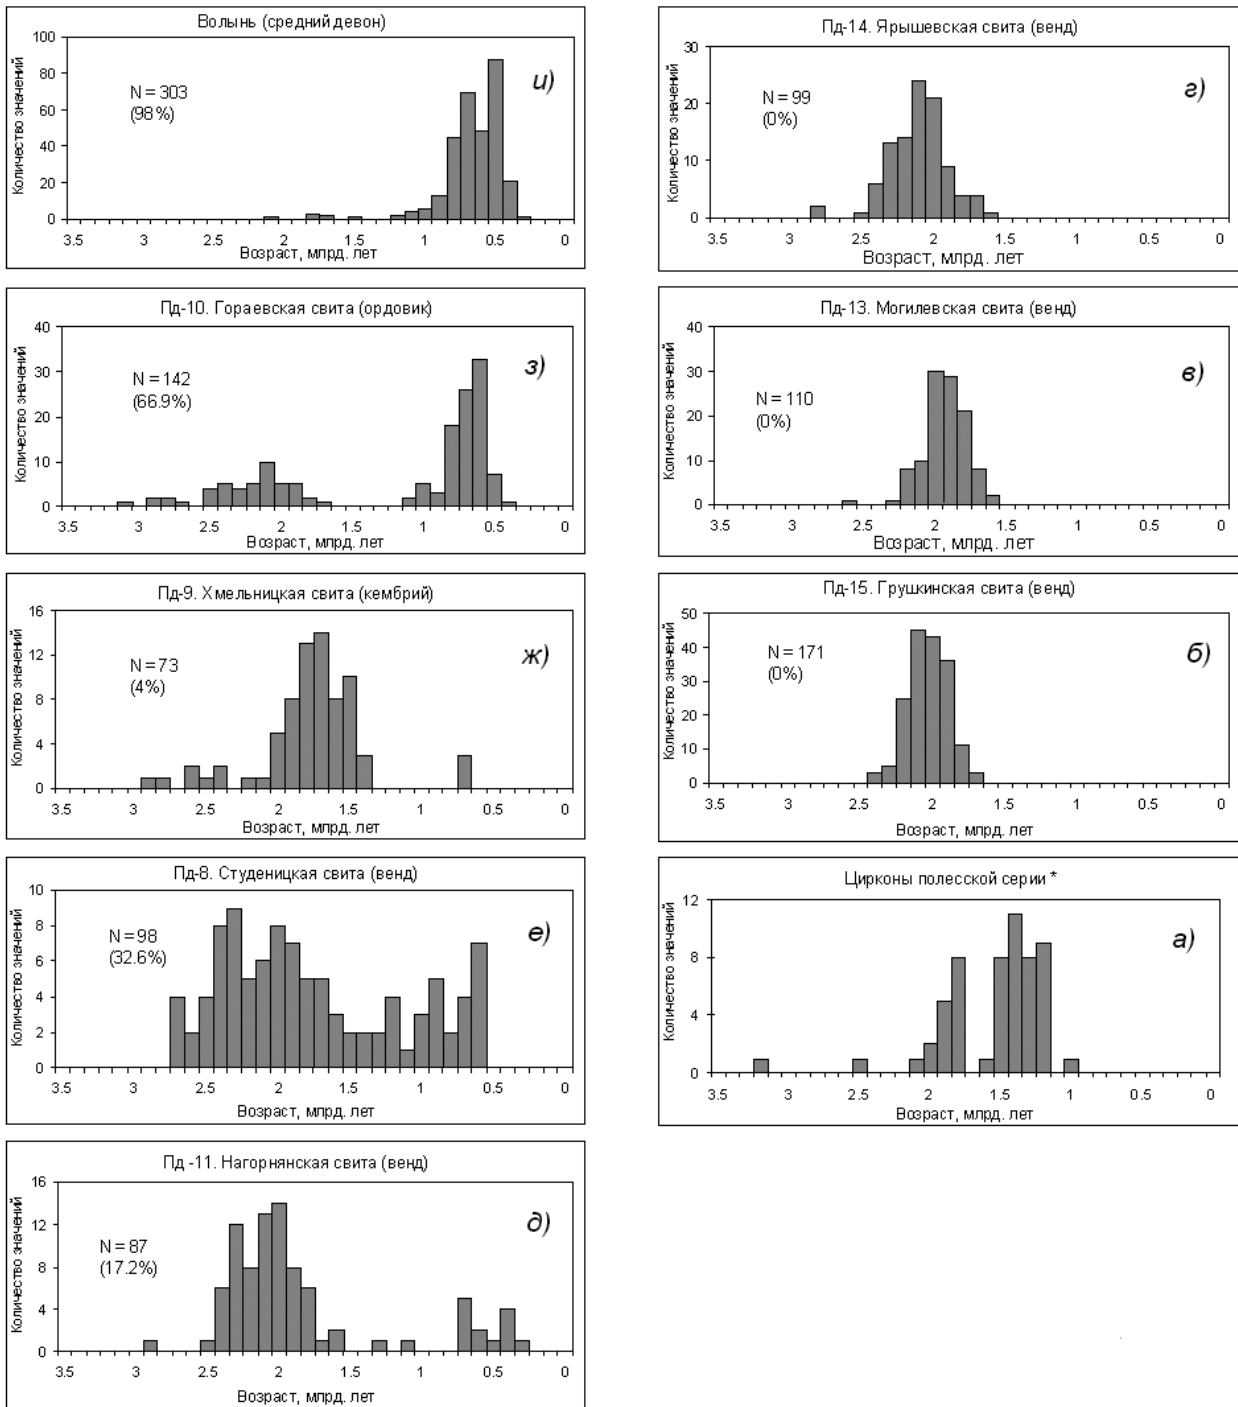 Волынь (средний девон)
Количество значений
100
80
60
40
20
0
N = 303
(98%)
и)
3.5 3 2.5 2 1.5 1 0.5 0
Возраст, млрд. лет
Пд-10. Гораевская свита (ордовик)
Количество значений
40
30
20
10
0
N = 142
(66.9%)
з)
3.5 3 2.5 2 1.5 1 0.5 0
Возраст, млрд. лет
Пд-9. Хмельницкая свита (кембрий)
Количество значений
16
12
8
4
0
N = 73
(4%)
ж)
3.5 3 2.5 2 1.5 1 0.5 0
Возраст, млрд. лет
Пд-8. Студеницкая свита (венд)
Количество значений
10
8
6
4
2
0
N = 98
(32.6%)
е)
3.5 3 2.5 2 1.5 1 0.5 0
Возраст, млрд. лет
Пд -11. Нагорнянская свита (венд)
Количество значений
16
12
8
4
0
N = 87
(17.2%)
д)
3.5 3 2.5 2 1.5 1 0.5 0
Возраст, млрд. лет
Пд-14. Ярышевская свита (венд)
Количество значений
30
20
10
0
N = 99
(0%)
г)
3.5 3 2.5 2 1 0.5 0
Возраст, млрд. лет
Пд-13. Могилевская свита (венд)
Количество значений
40
30
20
10
0
N = 110
(0%)
в)
3.5 3 2.5 2 1.5 1 0.5 0
Возраст, млрд. лет
Пд-15. Грушкинская свита (венд)
Количество значений
50
40
30
20
10
0
N = 171
(0%)
б)
3.5 3 2.5 2 1.5 1 0.5 0
Возраст, млрд. лет
Цирконы полесской серии *
Количество значений
12
8
4
0
а)
3.5 3 2.5 2 1.5 1 0.5 0
Возраст, млрд. лет